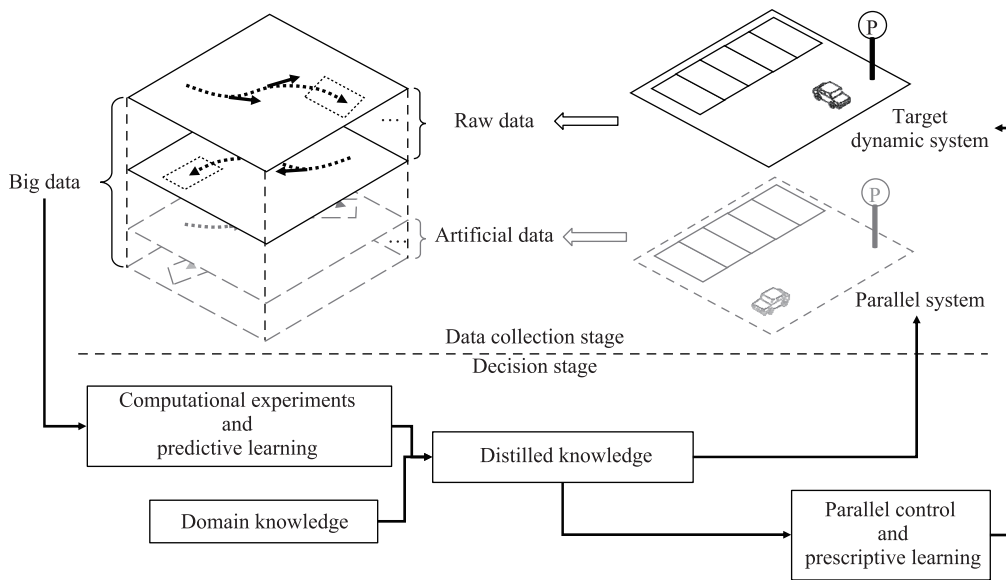 P
Raw data
Target
dynamic system
Big data
...
P
Artificial data
...
Parallel system
Data collection stage
Decision stage
Computational experiments
and
predictive learning
Distilled knowledge
Domain knowledge
Parallel control
and
prescriptive learning